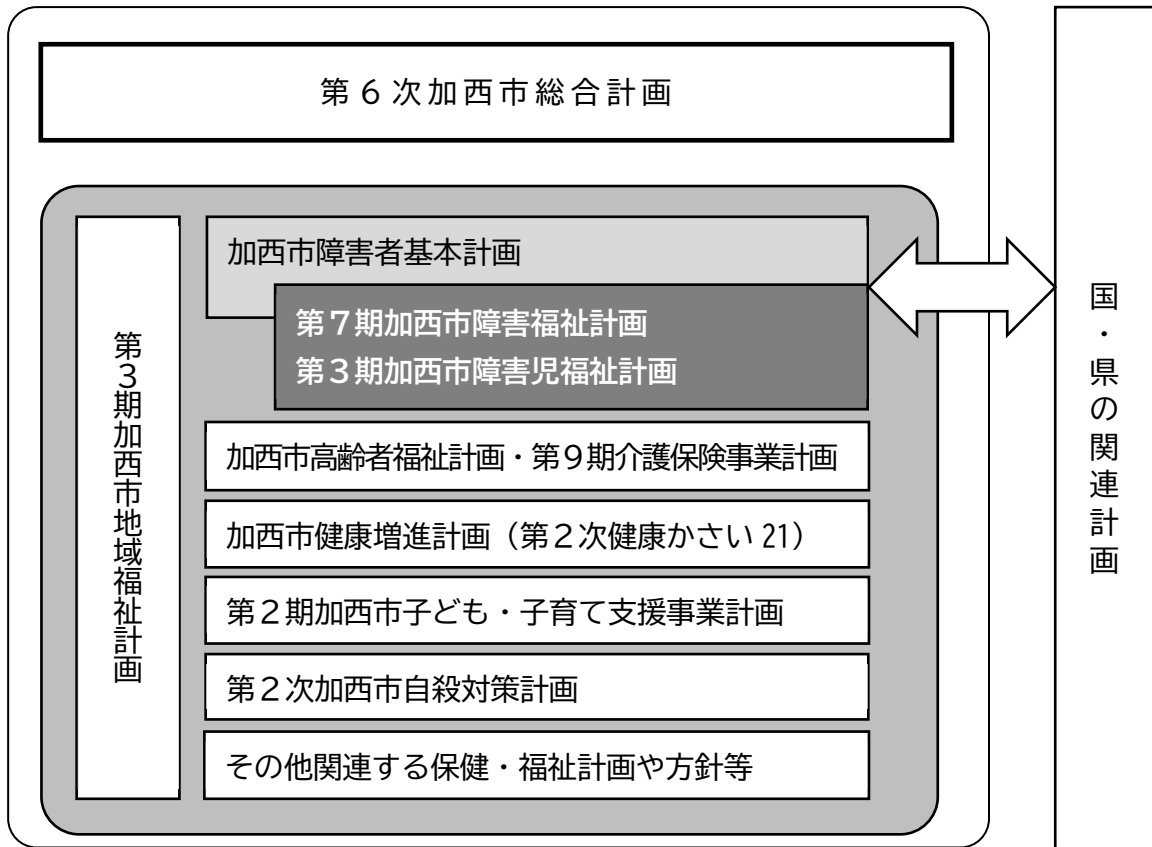 第6次加西市総合計画
第3期加西市地域福祉計画
加西市障害者基本計画
第7期加西市障害福祉計画
第3期加西市障害児福祉計画
加西市高齢者福祉計画・第9期介護保険事業計画
加西市健康増進計画（第2次健康かさい 21）
第2期加西市子ども・子育て支援事業計画
第2次加西市自殺対策計画
その他関連する保健・福祉計画や方針等
国・県の関連計画